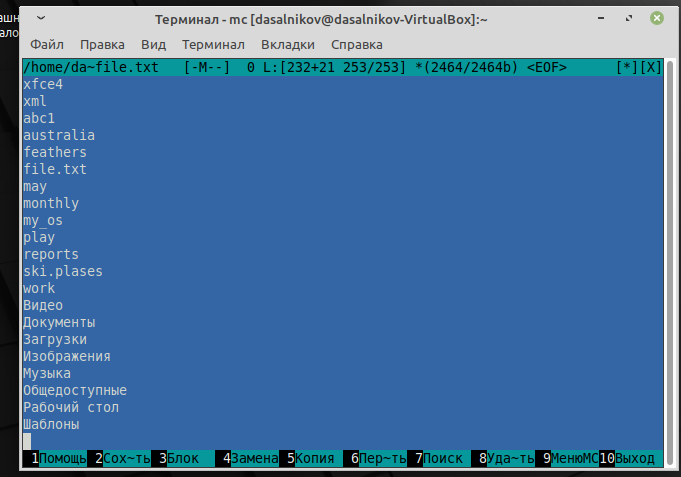 Терминал - mc [dasalnikov@dasalnikov-VirtualBox]:~
Файл Правка Вид Терминал Вкладки Справка
/home/da~file.txt [-M--] 0 L:[232+21 253/253] *(2464/2464b) <EOF> [*][X]
xfce4
xml
abc1
australia
feathers
file.txt
may
monthly
my_os
play
reports
ski.plases
work
Видео
Документы
Загрузки
Изображения
Музыка
Общедоступные
Рабочий стол
Шаблоны
1Помощь 2Сох~ть 3Блок 4Замена 5Копия 6Пер~ть 7Поиск 8Уда~ть 9МенюMC 10Выход